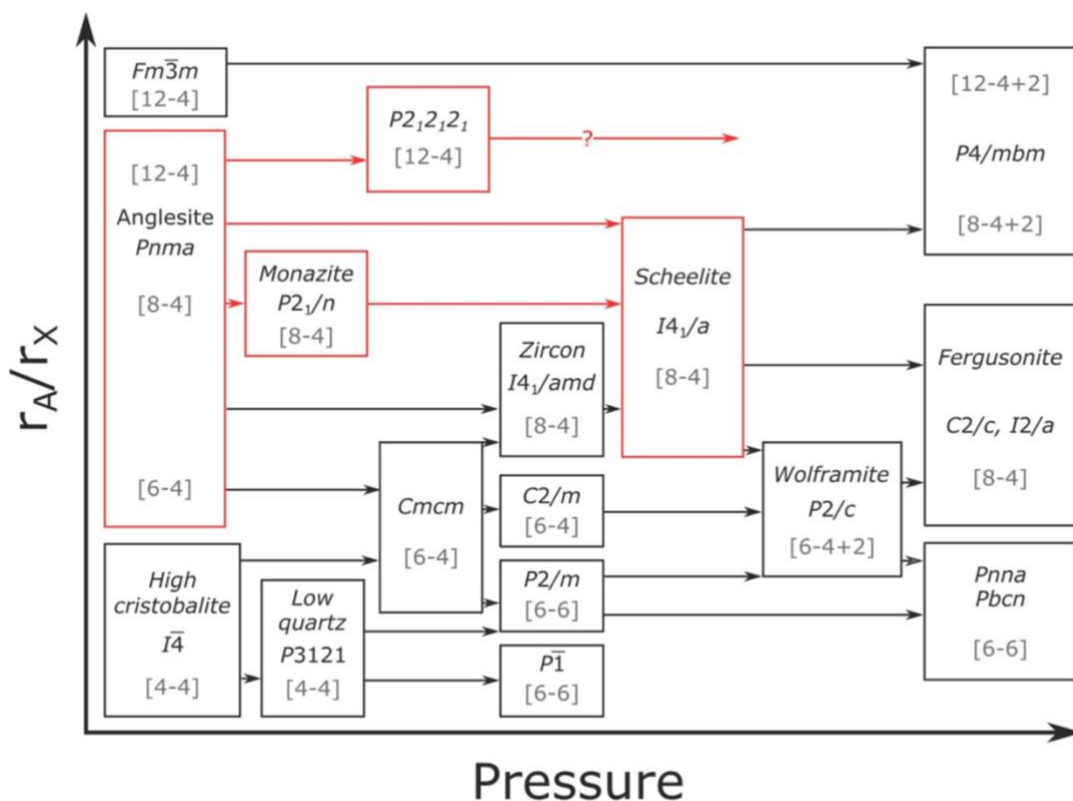 Fm3̅m
[12-4]
P2₁2₁2₁
[12-4]
?
[12-4+2]
P4/mbm
[8-4+2]
[12-4]
Anglesite
Pnma
[8-4]
[6-4]
Monazite
P2₁/n
[8-4]
Scheelite
I4₁/a
[8-4]
Zircon
I4₁/amd
[8-4]
Fergusonite
C2/c, I2/a
[8-4]
Cmcm
[6-4]
C2/m
[6-4]
Wolframite
P2/c
[6-4+2]
High
cristobalite
I4̅
[4-4]
Low
quartz
P3121
[4-4]
P2/m
[6-6]
P1̅
[6-6]
Pnna
Pbcn
[6-6]
r_A/r_X
Pressure